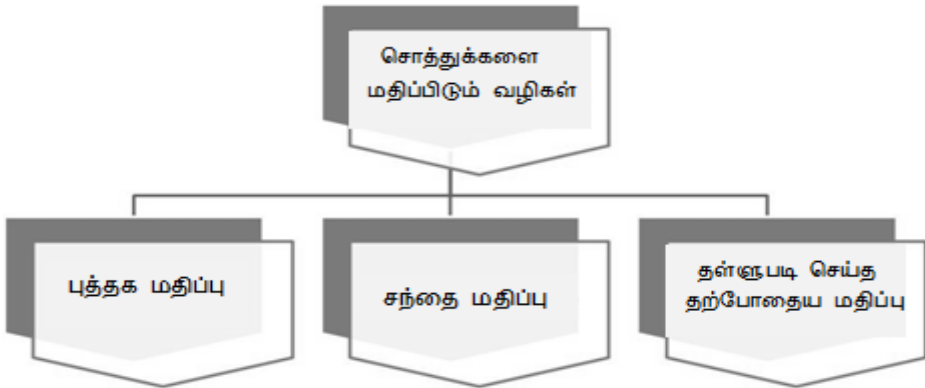 சொத்துக்களை
மதிப்பிடும் வழிகள்
புத்தக மதிப்பு
சந்தை மதிப்பு
தள்ளுபடி செய்த
தற்போதைய மதிப்பு